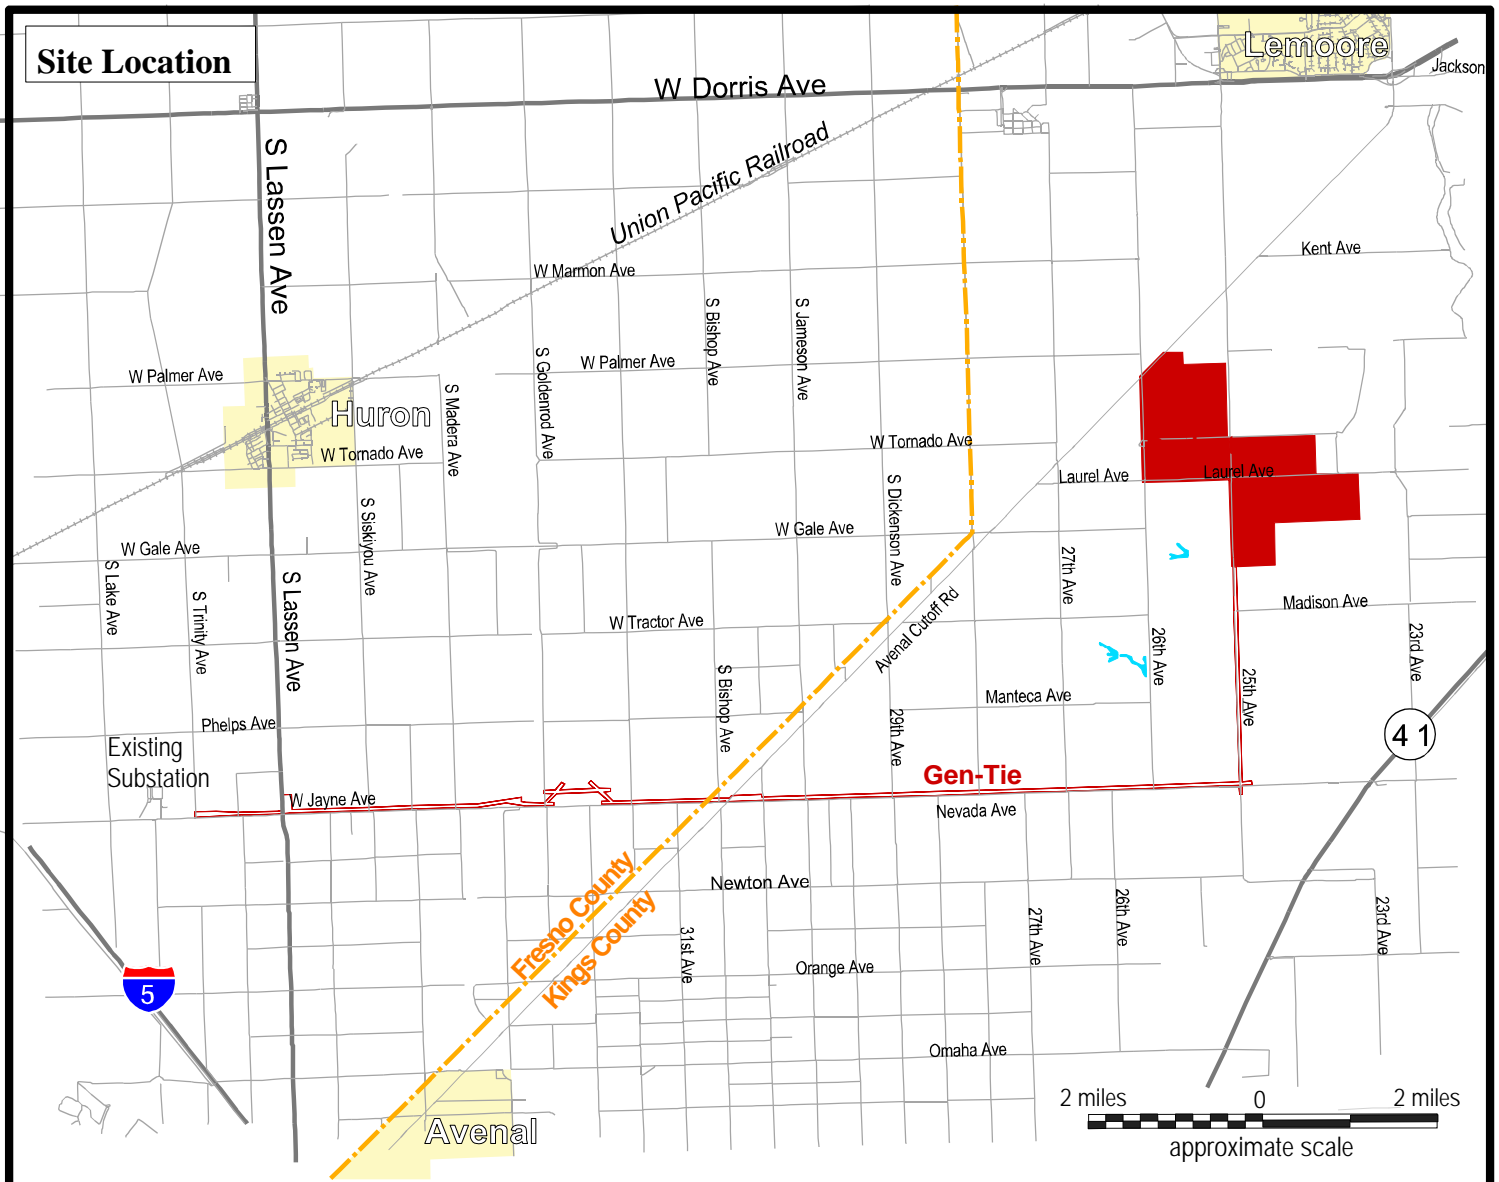 Site Location
Lemoore
Jackson
W Dorris Ave
S Lassen Ave
Union Pacific Railroad
Kent Ave
W Marmon Ave
S Bishop Ave
S Jameson Ave
S Goldenrod Ave
W Palmer Ave
W Palmer Ave
S Madera Ave
Huron
W Tornado Ave
W Tornado Ave
Laurel Ave
Laurel Ave
S Dickenson Ave
S Siskiyou Ave
W Gale Ave
W Gale Ave
27th Ave
S Lake Ave
S Trinity Ave
S Lassen Ave
Avenal Cutoff Rd
Madison Ave
W Tractor Ave
26th Ave
23rd Ave
S Bishop Ave
25th Ave
Manteca Ave
29th Ave
Phelps Ave
41
Existing
Substation
Gen-Tie
W Jayne Ave
Nevada Ave
Fresno County
Kings County
Newton Ave
26th Ave
23rd Ave
27th Ave
31st Ave
Orange Ave
5
Omaha Ave
Avenal
2 miles 0 2 miles
approximate scale